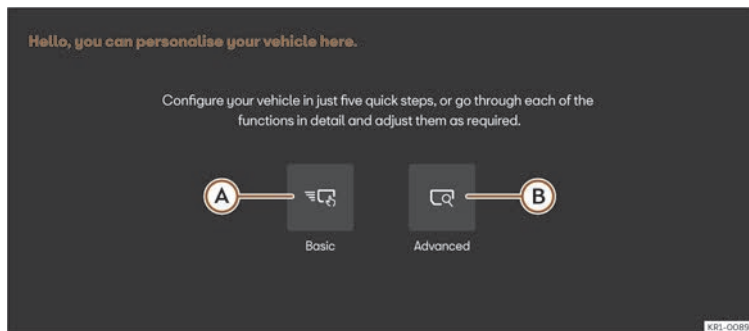 Hello, you can personalise your vehicle here.
Configure your vehicle in just five quick steps, or go through each of the
functions in detail and adjust them as required.
A
B
Basic Advanced
KR1-0089